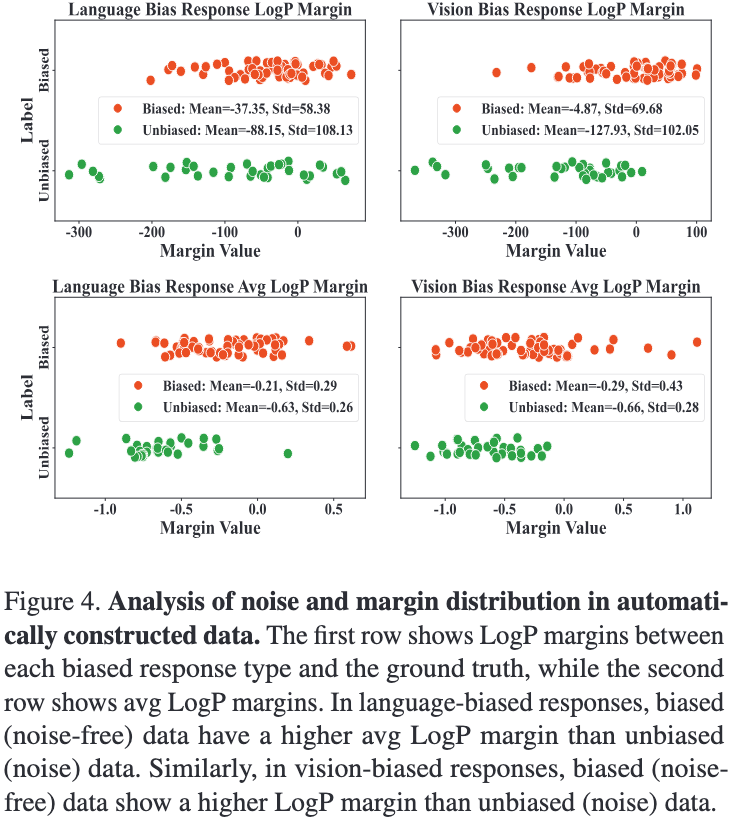 Language Bias Response LogP Margin
Vision Bias Response LogP Margin
Label
Biased
Unbiased
Biased: Mean=-37.35, Std=58.38
Unbiased: Mean=-88.15, Std=108.13
Biased: Mean=-4.87, Std=69.68
Unbiased: Mean=-127.93, Std=102.05
-300 -200 -100 0
-300 -200 -100 0 100
Margin Value
Margin Value
Language Bias Response Avg LogP Margin
Vision Bias Response Avg LogP Margin
Label
Biased
Unbiased
Biased: Mean=-0.21, Std=0.29
Unbiased: Mean=-0.63, Std=0.26
Biased: Mean=-0.29, Std=0.43
Unbiased: Mean=-0.66, Std=0.28
-1.0 -0.5 0.0 0.5
-1.0 -0.5 0.0 0.5 1.0
Margin Value
Margin Value
Figure 4. Analysis of noise and margin distribution in automati-
cally constructed data. The first row shows LogP margins between
each biased response type and the ground truth, while the second
row shows avg LogP margins. In language-biased responses, biased
(noise-free) data have a higher avg LogP margin than unbiased
(noise) data. Similarly, in vision-biased responses, biased (noise-
free) data show a higher LogP margin than unbiased (noise) data.